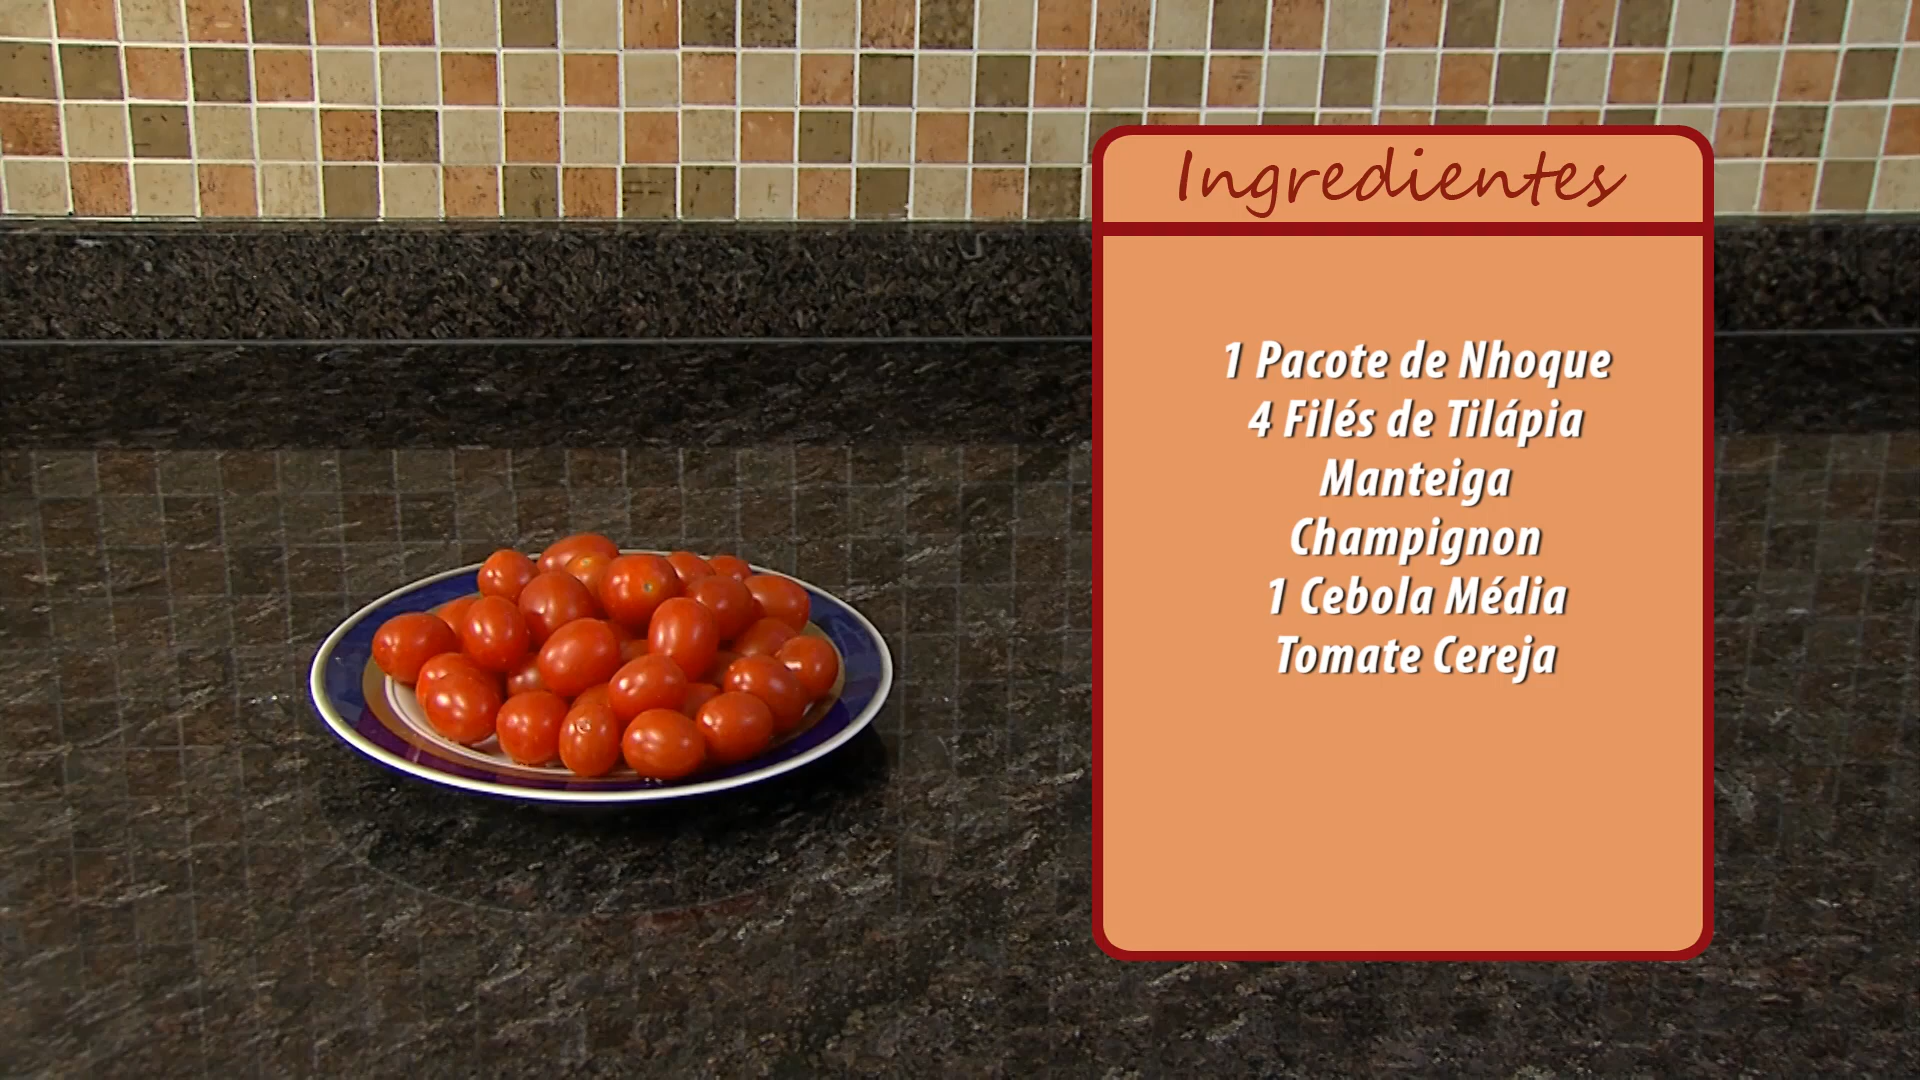 Ingredientes
1 Pacote de Nhoque
4 Filés de Tilápia
Manteiga
Champignon
1 Cebola Média
Tomate Cereja